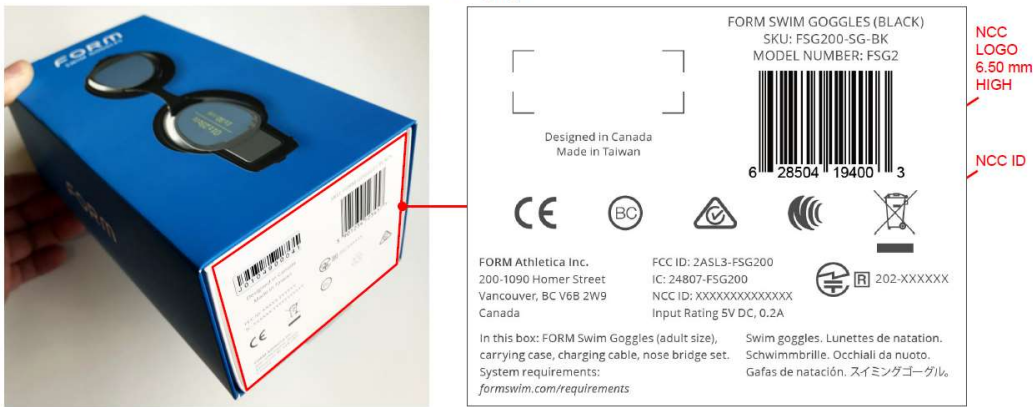 FORM
FORM
FORM SWIM GOGGLES (BLACK)
SKU: FSG200-SG-BK
MODEL NUMBER: FSG2
Designed in Canada
Made in Taiwan
6 28504 19400 3
CE
BC
FORM Athletica Inc.
200-1090 Homer Street
Vancouver, BC V6B 2W9
Canada
FCC ID: 2ASL3-FSG200
IC: 24807-FSG200
NCC ID: XXXXXXXXXXXXXX
Input Rating 5V DC, 0.2A
R 202-XXXXXX
In this box: FORM Swim Goggles (adult size),
carrying case, charging cable, nose bridge set.
System requirements:
formswim.com/requirements
Swim goggles. Lunettes de natation.
Schwimmbrille. Occhiali da nuoto.
Gafas de natación. スイミングゴーグル。
NCC
LOGO
6.50 mm
HIGH
NCC ID